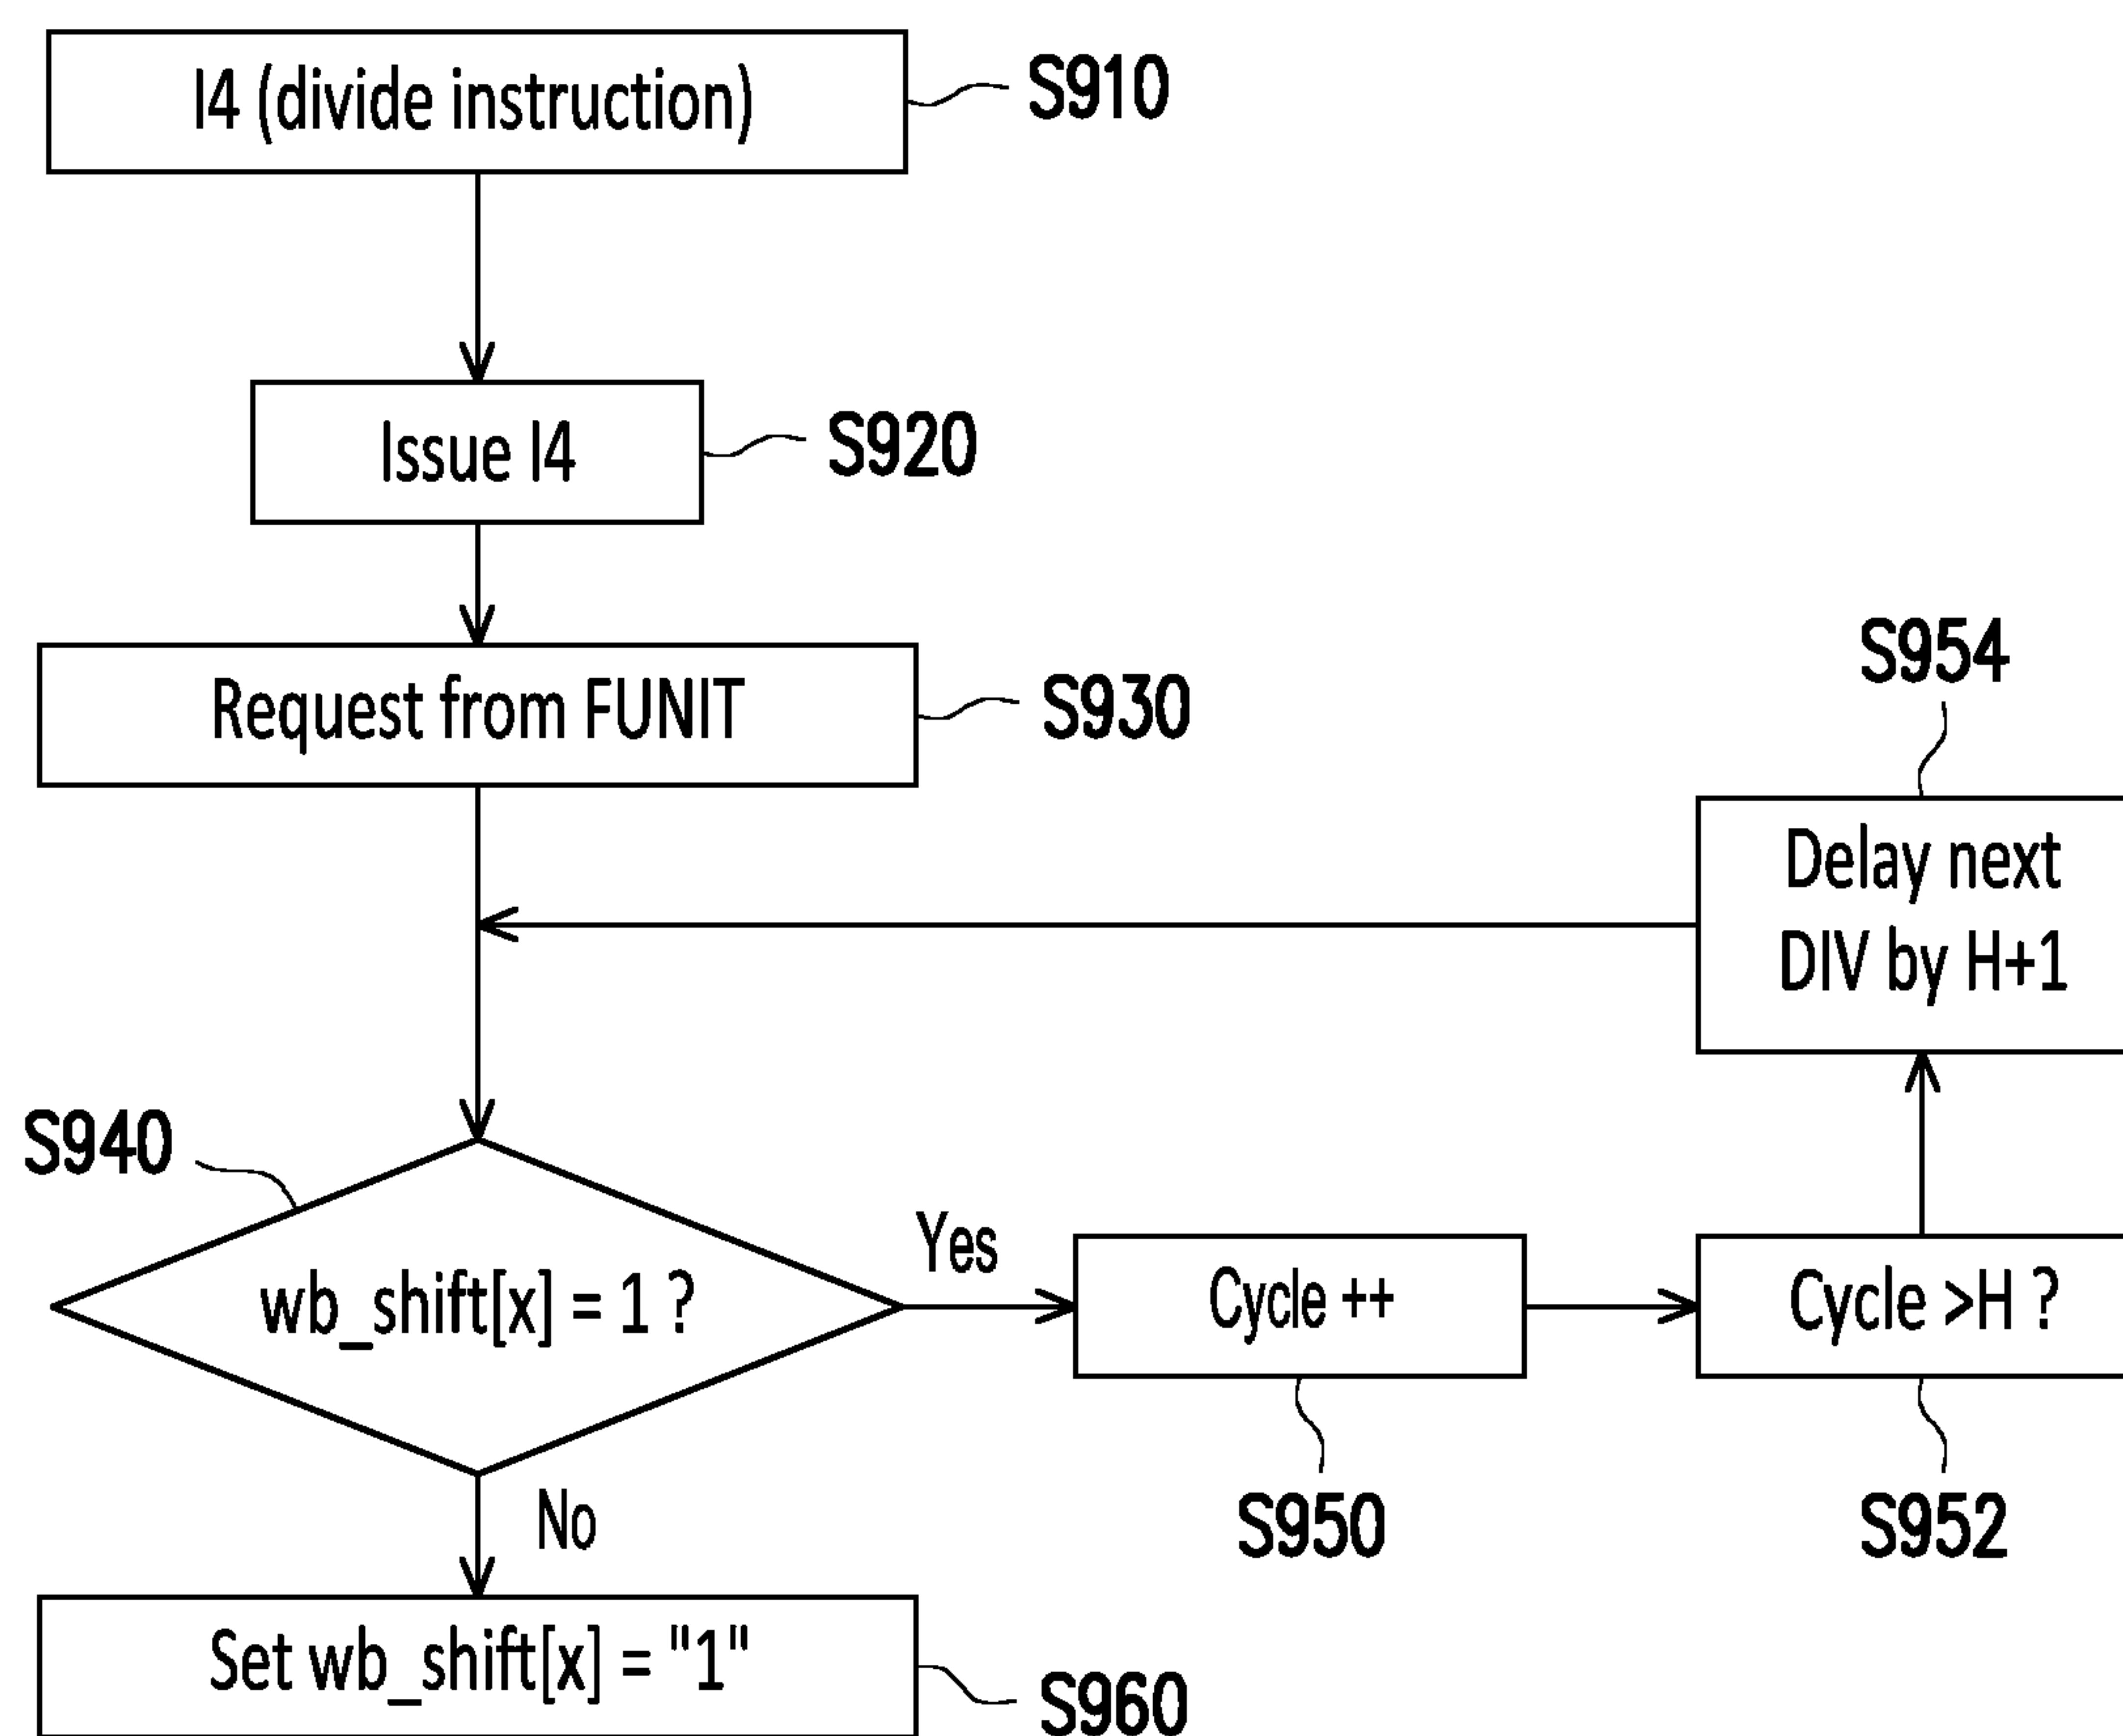 I4 (divide instruction)
S910
Issue I4
S920
Request from FUNIT
S930
S954
Delay next
DIV by H+1
S940
wb_shift[x] = 1 ?
Yes
Cycle ++
Cycle >H ?
No
S950
S952
Set wb_shift[x] = "1"
S960